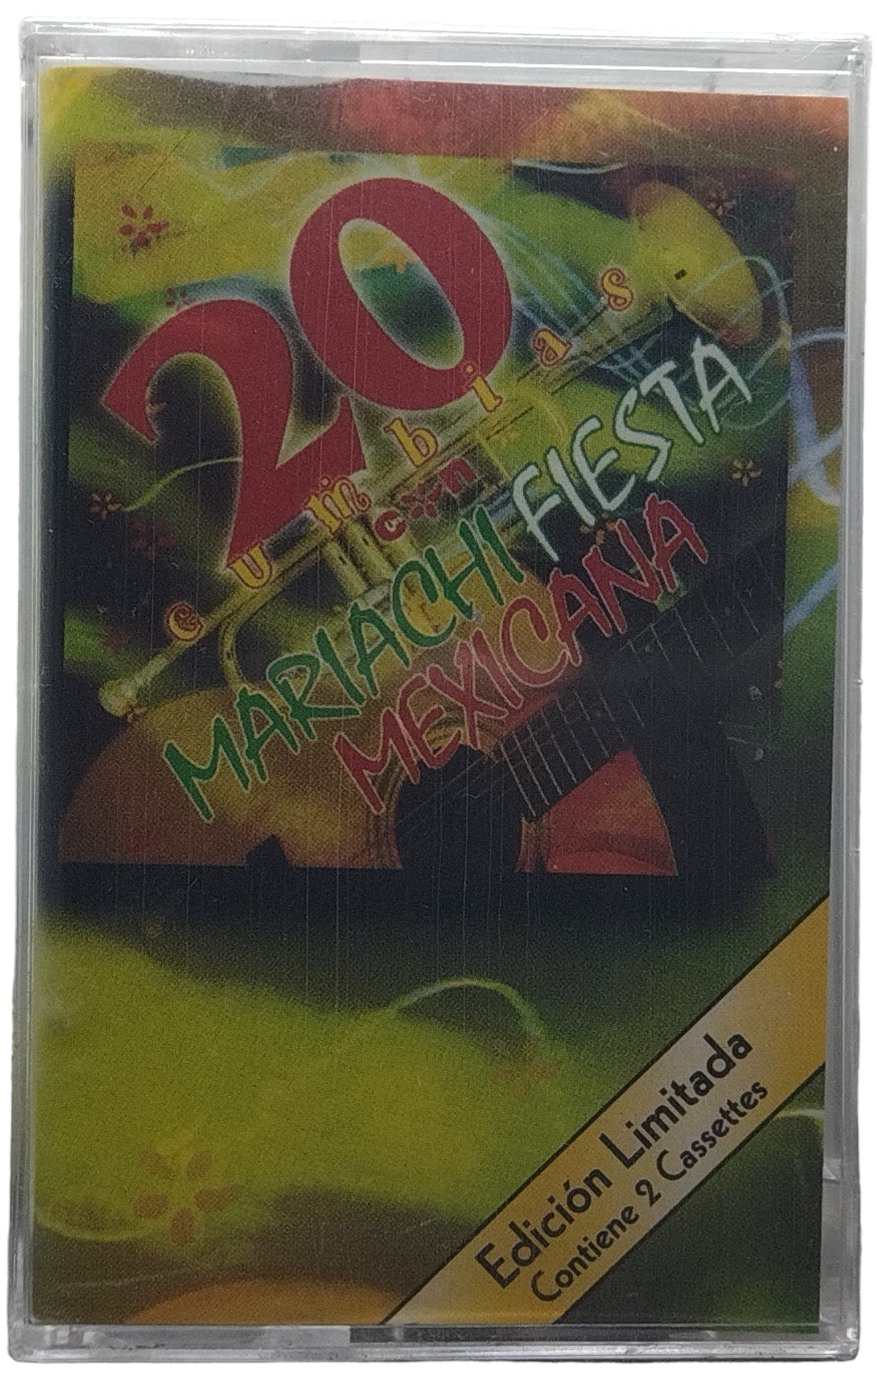 20
cumbias
con
MARIACHI FIESTA
MEXICANA
Edición Limitada
Contiene 2 Cassettes